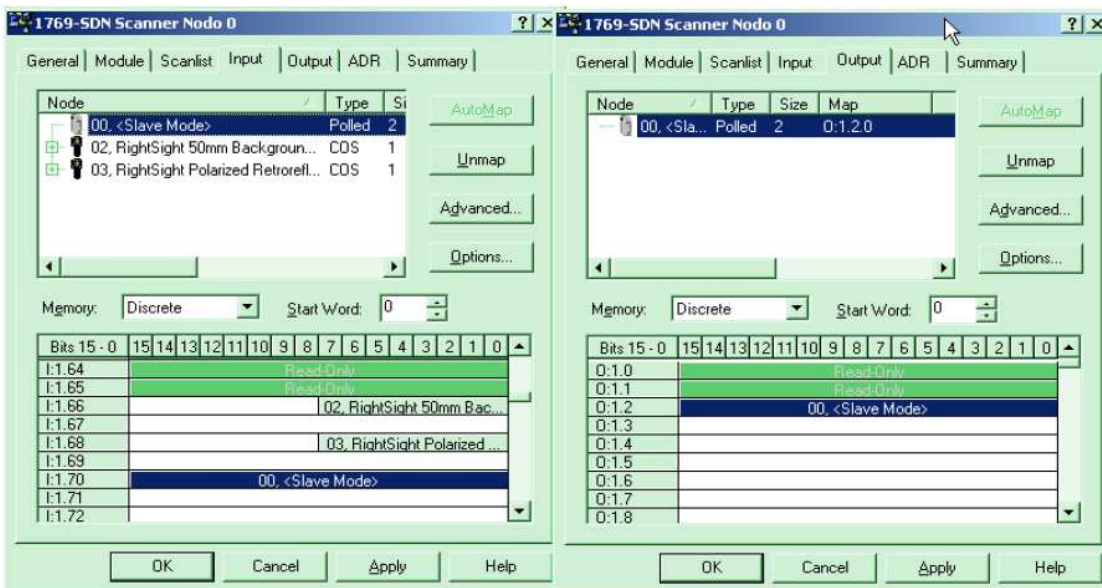 1769-SDN Scanner Nodo 0
General Module Scanlist Input Output ADR Summary
Node Type Si
00, <Slave Mode> Polled 2
02, RightSight 50mm Backgroun... COS 1
03, RightSight Polarized Retrorefl... COS 1
AutoMap
Unmap
Advanced...
Options...
Memory: Discrete Start Word: 0
Bits 15 - 0 15 14 13 12 11 10 9 8 7 6 5 4 3 2 1 0
I:1.64 Read-Only
I:1.65 Read-Only
I:1.66 02, RightSight 50mm Bac...
I:1.67
I:1.68 03, RightSight Polarized ...
I:1.69
I:1.70 00, <Slave Mode>
I:1.71
I:1.72
OK Cancel Apply Help
1769-SDN Scanner Nodo 0
General Module Scanlist Input Output ADR Summary
Node Type Size Map
00, <Sla... Polled 2 O:1.2.0
AutoMap
Unmap
Advanced...
Options...
Memory: Discrete Start Word: 0
Bits 15 - 0 15 14 13 12 11 10 9 8 7 6 5 4 3 2 1 0
O:1.0 Read-Only
O:1.1 Read-Only
O:1.2 00, <Slave Mode>
O:1.3
O:1.4
O:1.5
O:1.6
O:1.7
O:1.8
OK Cancel Apply Help